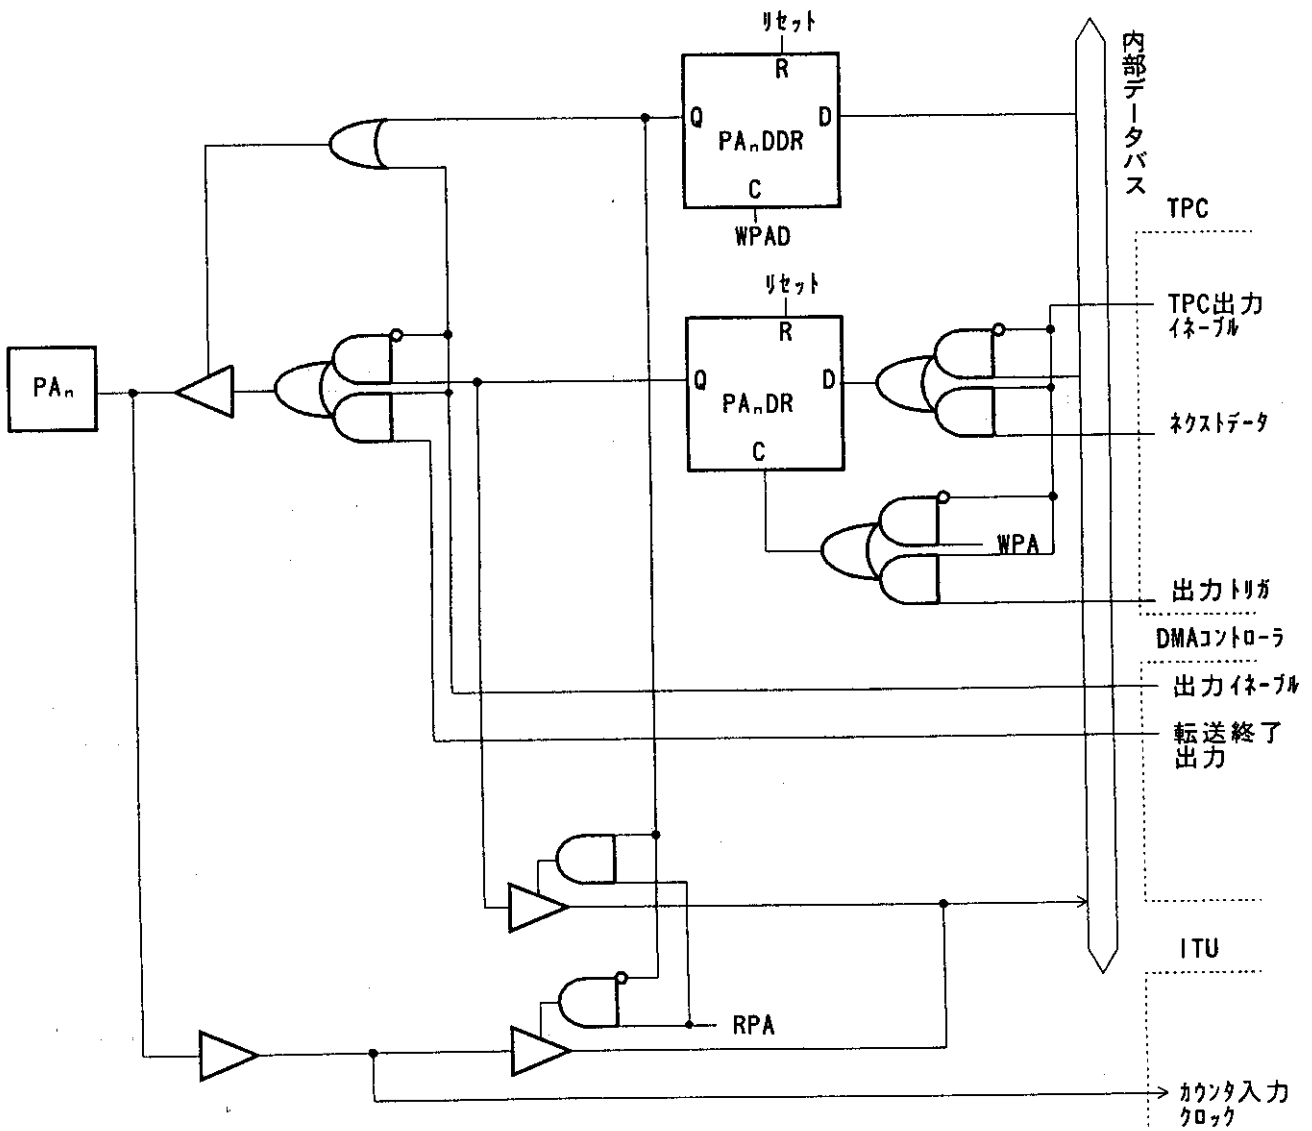 リセット
R
Q
D
PAnDDR
C
WPAD
内部データバス
TPC
リセット
R
Q
D
PAnDR
C
TPC出力
イネーブル
PAn
ネクストデータ
WPA
出力トリガ
DMAコントローラ
出力イネーブル
転送終了
出力
ITU
RPA
カウンタ入力
クロック